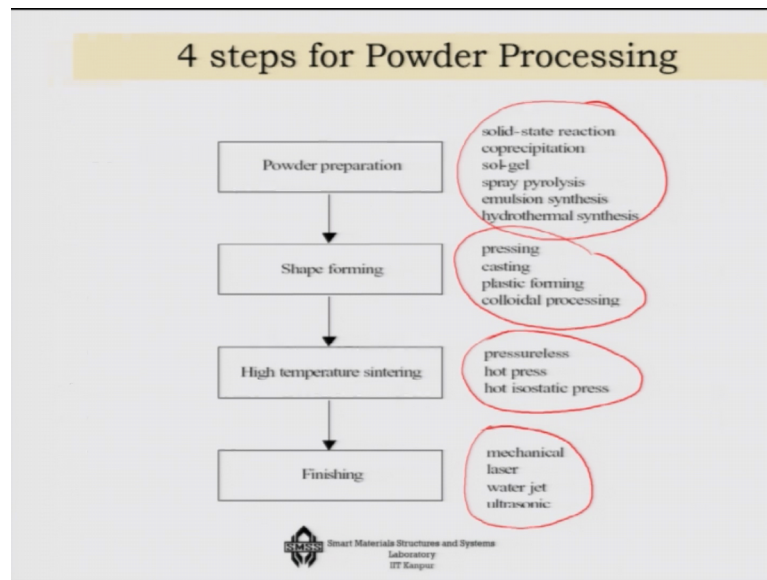 4 steps for Powder Processing
Powder preparation
solid-state reaction
coprecipitation
sol-gel
spray pyrolysis
emulsion synthesis
hydrothermal synthesis
Shape forming
pressing
casting
plastic forming
colloidal processing
High temperature sintering
pressureless
hot press
hot isostatic press
Finishing
mechanical
laser
water jet
ultrasonic
SMSS
Smart Materials Structures and Systems
Laboratory
IIT Kanpur